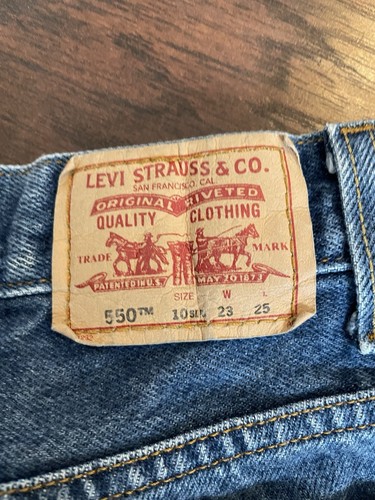 LEVI STRAUSS & CO.
SAN FRANCISCO, CAL
ORIGINAL RIVETED
QUALITY CLOTHING
TRADE MARK
PATENTED IN U.S. MAY 20 1873
SIZE W L
550™ 10SLM. 23 25